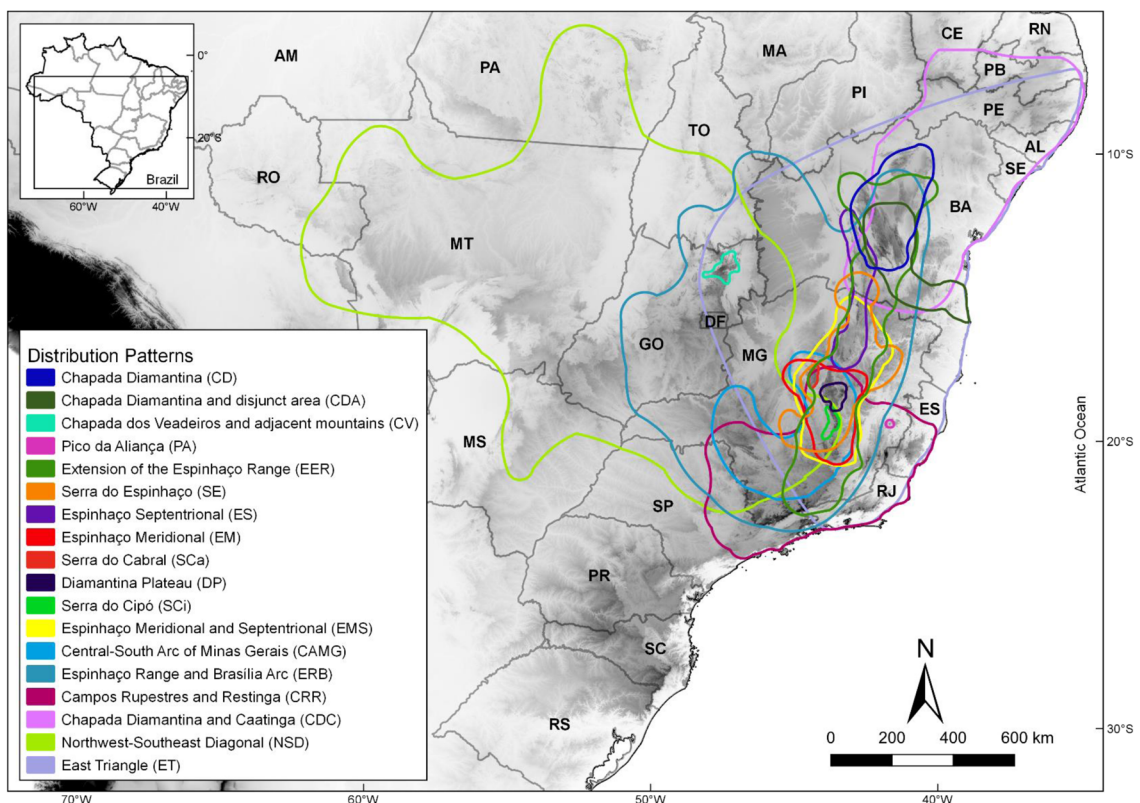 AM
PA
MA
CE
RN
PB
PI
PE
TO
AL
SE
RO
BA
MT
GO
DF
MG
ES
MS
SP
RJ
PR
SC
RS
0°
20°S
Brazil
60°W
40°W
10°S
20°S
30°S
Atlantic Ocean
Distribution Patterns
Chapada Diamantina (CD)
Chapada Diamantina and disjunct area (CDA)
Chapada dos Veadeiros and adjacent mountains (CV)
Pico da Aliança (PA)
Extension of the Espinhaço Range (EER)
Serra do Espinhaço (SE)
Espinhaço Septentrional (ES)
Espinhaço Meridional (EM)
Serra do Cabral (SCa)
Diamantina Plateau (DP)
Serra do Cipó (SCi)
Espinhaço Meridional and Septentrional (EMS)
Central-South Arc of Minas Gerais (CAMG)
Espinhaço Range and Brasília Arc (ERB)
Campos Rupestres and Restinga (CRR)
Chapada Diamantina and Caatinga (CDC)
Northwest-Southeast Diagonal (NSD)
East Triangle (ET)
N
0 200 400 600 km
70°W
60°W
50°W
40°W